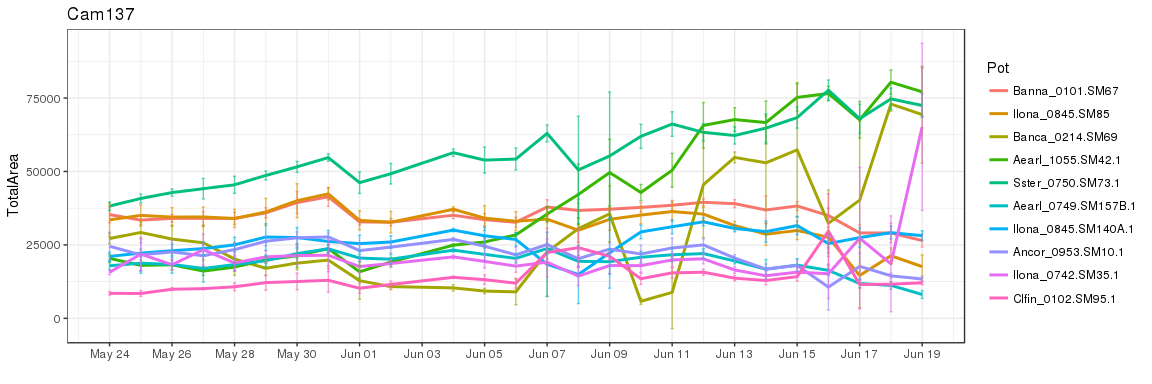 Cam137
TotalArea
75000
50000
25000
0
May 24 May 26 May 28 May 30 Jun 01 Jun 03 Jun 05 Jun 07 Jun 09 Jun 11 Jun 13 Jun 15 Jun 17 Jun 19
Pot
Banna_0101.SM67
Ilona_0845.SM85
Banca_0214.SM69
Aearl_1055.SM42.1
Sster_0750.SM73.1
Aearl_0749.SM157B.1
Ilona_0845.SM140A.1
Ancor_0953.SM10.1
Ilona_0742.SM35.1
Clfin_0102.SM95.1